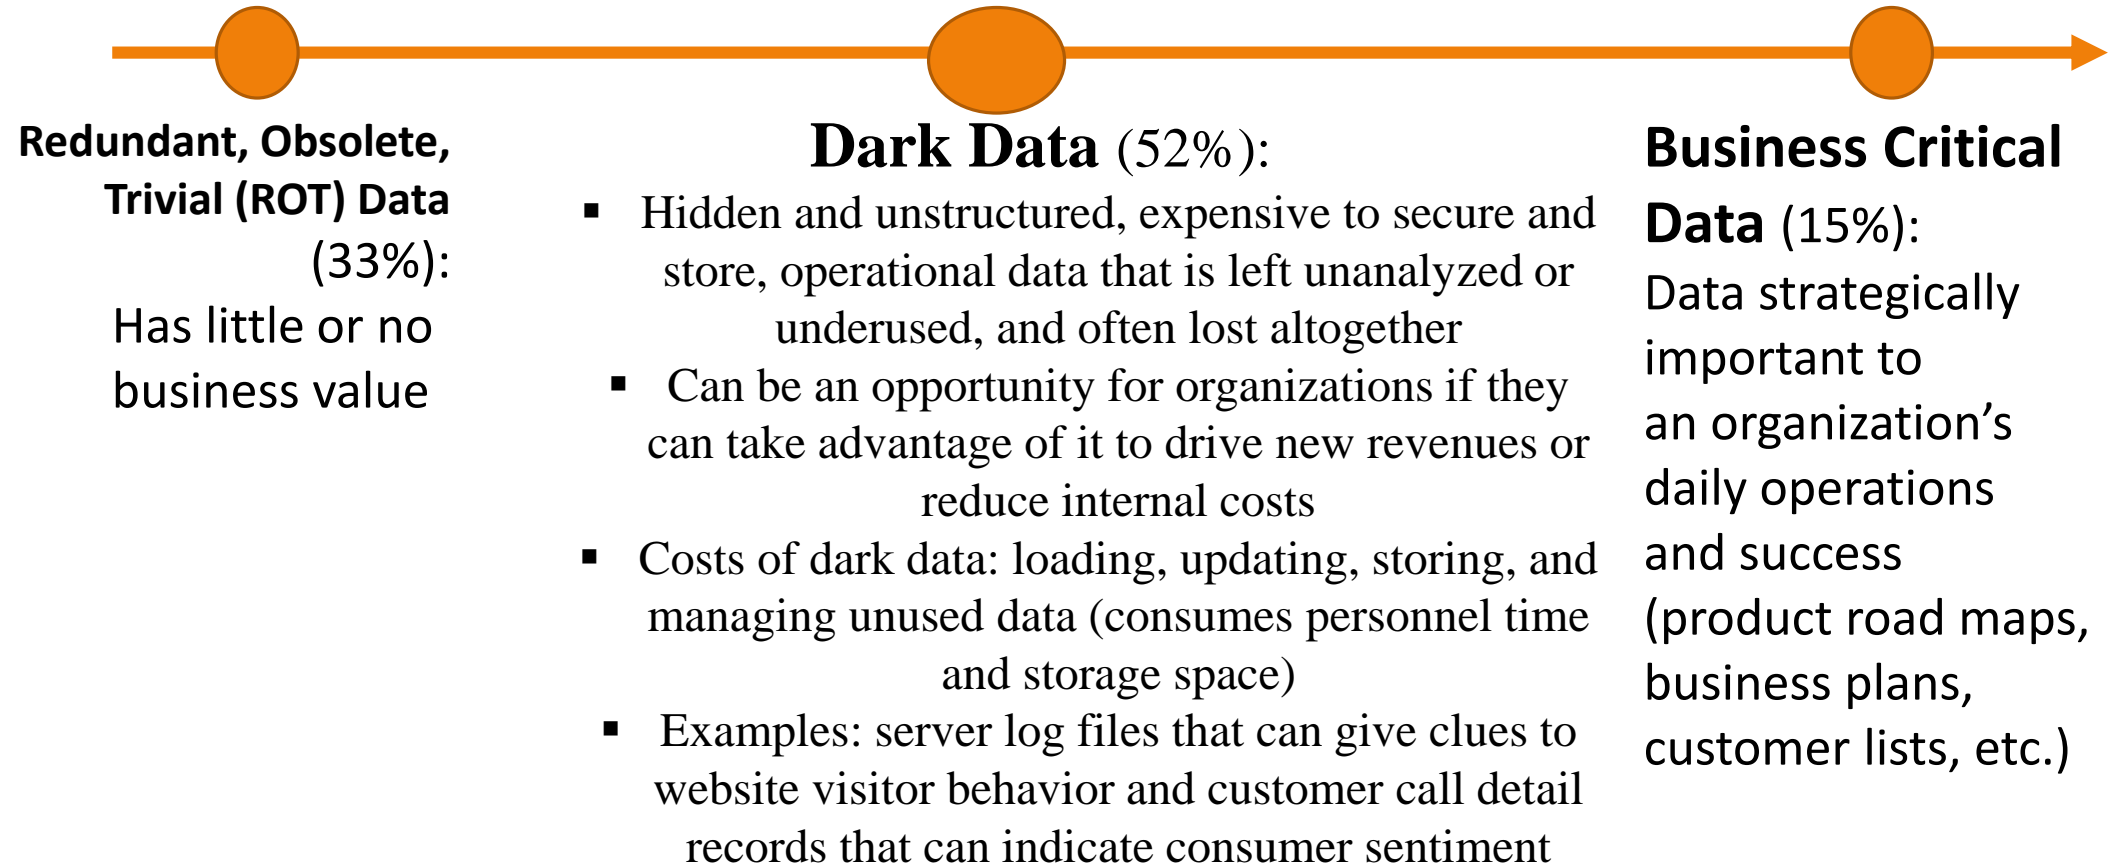 Redundant, Obsolete,
Trivial (ROT) Data
(33%):
Has little or no
business value
Dark Data (52%):
▪ Hidden and unstructured, expensive to secure and
store, operational data that is left unanalyzed or
underused, and often lost altogether
▪ Can be an opportunity for organizations if they
can take advantage of it to drive new revenues or
reduce internal costs
▪ Costs of dark data: loading, updating, storing, and
managing unused data (consumes personnel time
and storage space)
▪ Examples: server log files that can give clues to
website visitor behavior and customer call detail
records that can indicate consumer sentiment
Business Critical
Data (15%):
Data strategically
important to
an organization’s
daily operations
and success
(product road maps,
business plans,
customer lists, etc.)